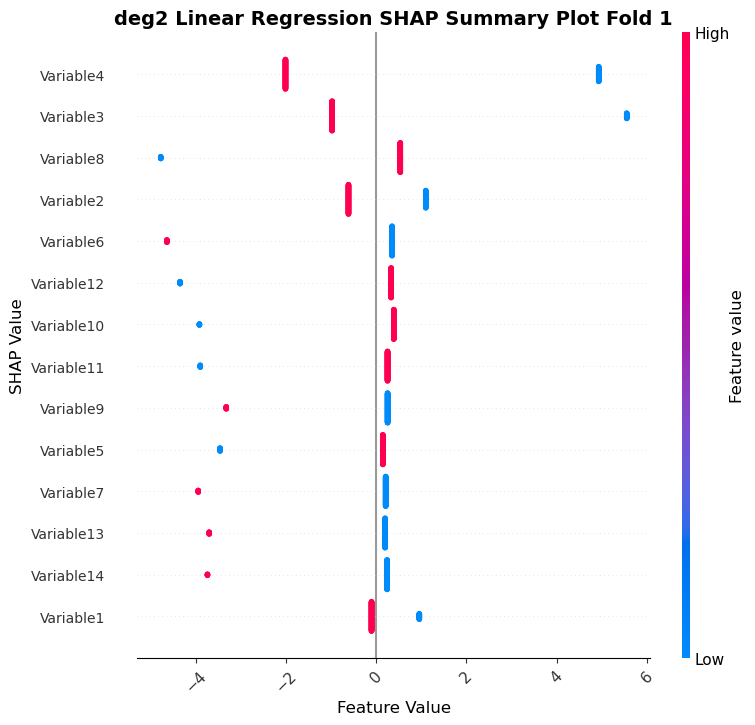 deg2 Linear Regression SHAP Summary Plot Fold 1
High
Variable4
Variable3
Variable8
Variable2
Variable6
Variable12
Variable10
Variable11
Variable9
Variable5
Variable7
Variable13
Variable14
Variable1
SHAP Value
Feature value
Low
−4
−2
0
2
4
6
Feature Value